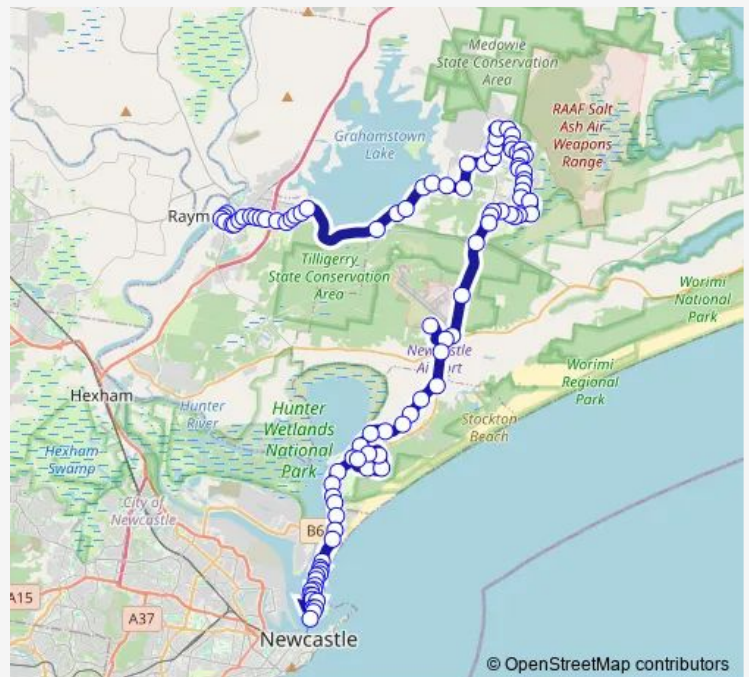 Medowie
State Conservation
Area
RAAF Salt
Ash Air
Weapons
Range
Grahamstown
Lake
Raym
Tilligerry
State Conservation
Area
Worimi
National
Park
Newcastle
Airport
Worimi
Regional
Park
Hexham
Hunter
River
Hunter
Wetlands
National
Park
Stockton
Beach
Hexham
Swamp
City of
Newcastle
B6
A15
A37
Newcastle
© OpenStreetMap contributors